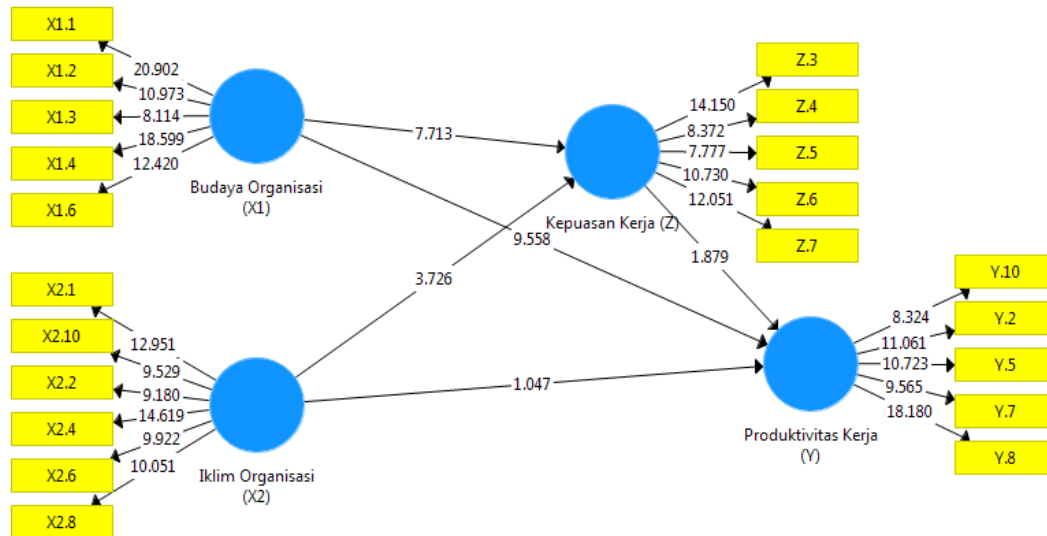 X1.1
X1.2
X1.3
X1.4
X1.6
20.902
10.973
8.114
18.599
12.420
Budaya Organisasi
(X1)
7.713
9.558
3.726
Z.3
Z.4
Z.5
Z.6
Z.7
14.150
8.372
7.777
10.730
12.051
Kepuasan Kerja (Z)
1.879
X2.1
X2.10
X2.2
X2.4
X2.6
X2.8
12.951
9.529
9.180
14.619
9.922
10.051
Iklim Organisasi
(X2)
1.047
Y.10
Y.2
Y.5
Y.7
Y.8
8.324
11.061
10.723
9.565
18.180
Produktivitas Kerja
(Y)